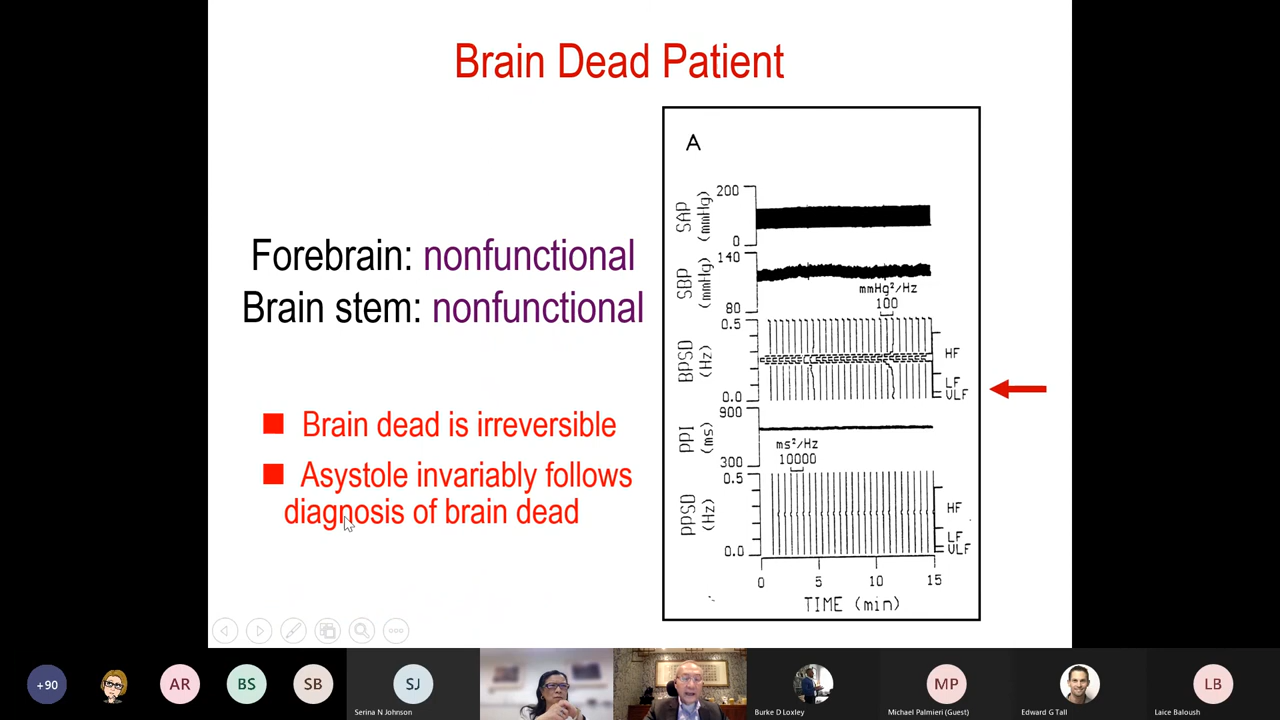 Brain Dead Patient
Forebrain: nonfunctional
Brain stem: nonfunctional
Brain dead is irreversible
Asystole invariably follows
diagnosis of brain dead
A
SAP
(mmHg)
200
0
SBP
(mmHg)
140
80
mmHg²/Hz
100
BPSD
(Hz)
0.5
0.0
HF
LF
VLF
PPI
(ms)
900
300
ms²/Hz
10000
PPSD
(Hz)
0.5
0.0
HF
LF
VLF
0 5 10 15
TIME (min)
+90
AR
BS
SB
SJ
Serina N Johnson
Burke D Loxley
MP
Michael Palmieri (Guest)
Edward G Tall
LB
Laice Baloush